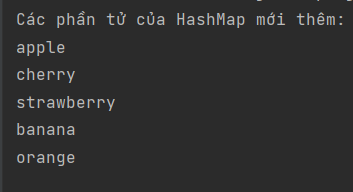 Các phần tử của HashMap mới thêm:
apple
cherry
strawberry
banana
orange